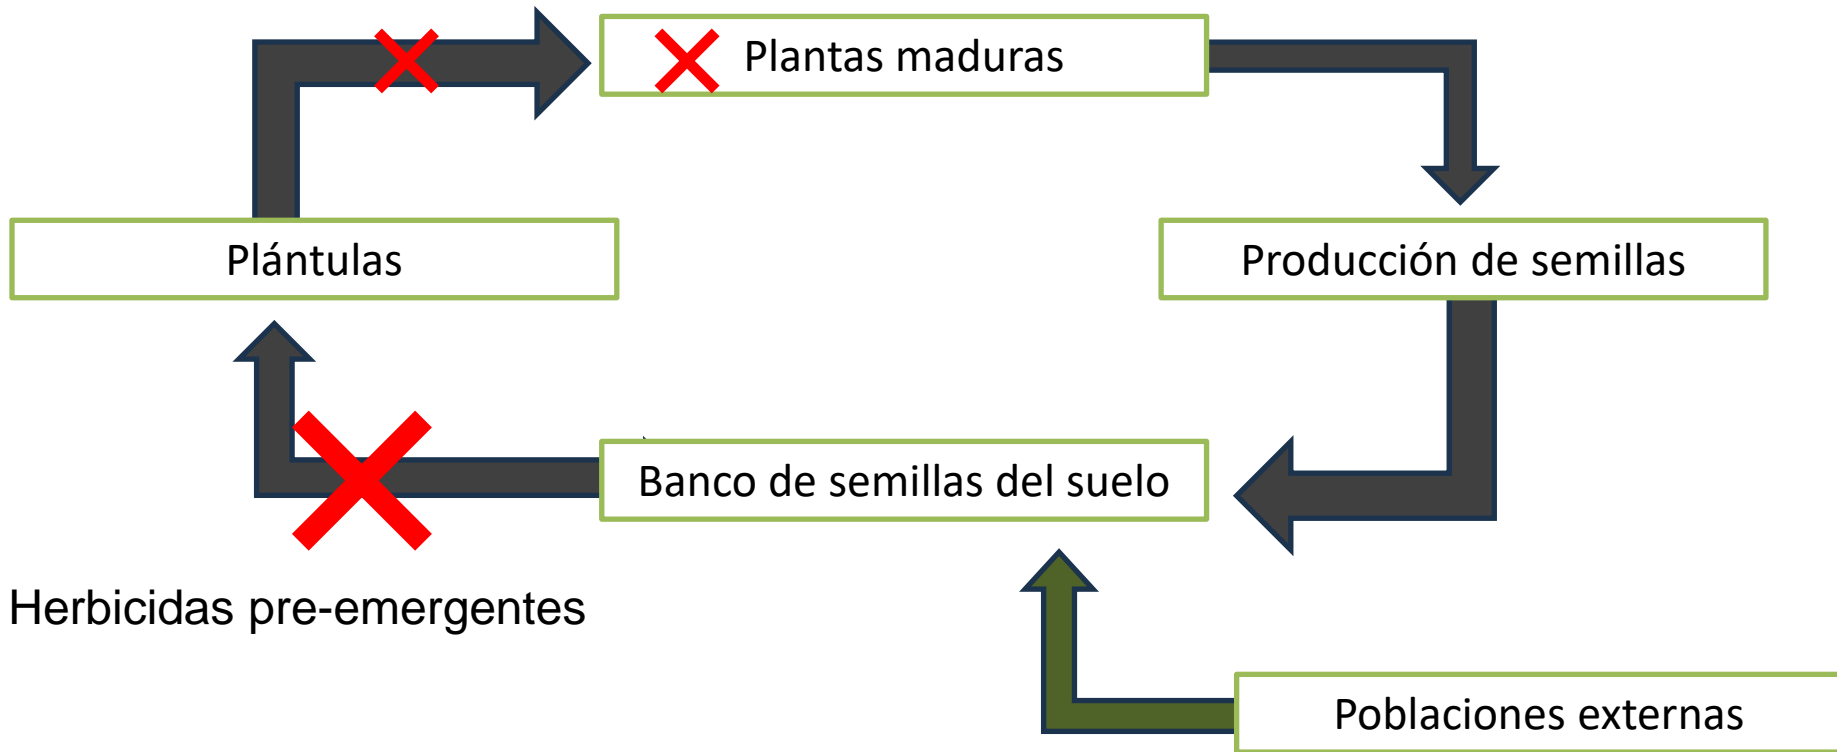 Plantas maduras
Plántulas
Producción de semillas
Banco de semillas del suelo
Herbicidas pre-emergentes
Poblaciones externas